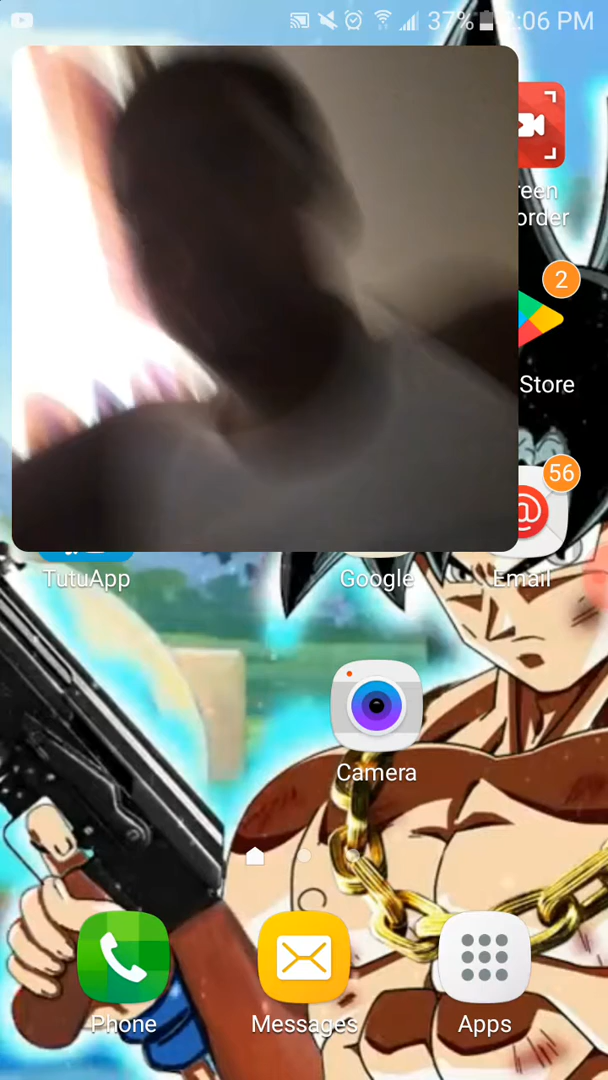 37% 2:06 PM
reen
order
2
Store
56
@
TutuApp
Google
Email
Camera
Phone
Messages
Apps